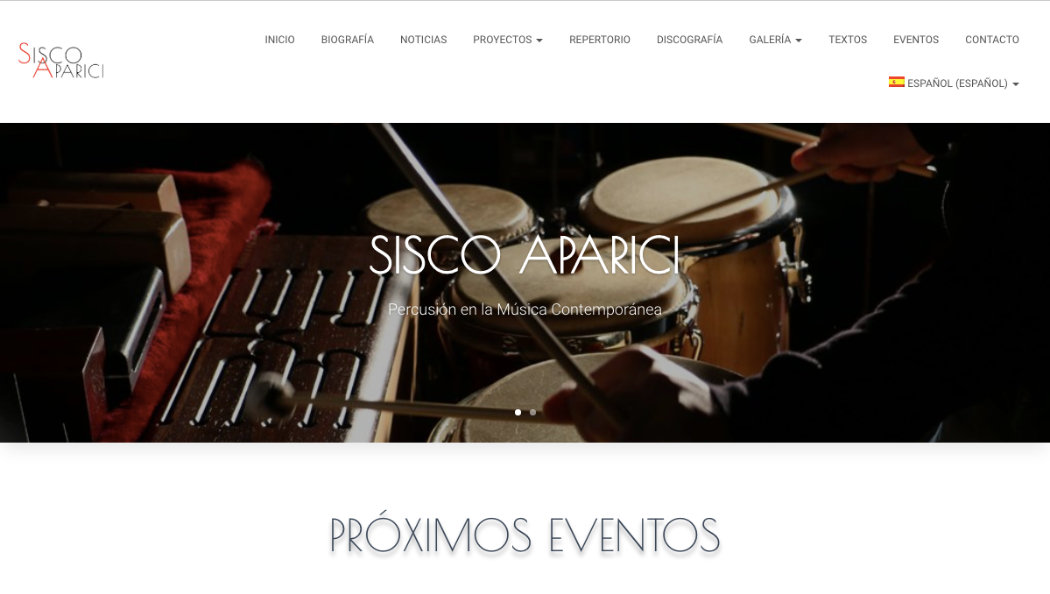 SISCO
APARICI
INICIO BIOGRAFÍA NOTICIAS PROYECTOS REPERTORIO DISCOGRAFÍA GALERÍA TEXTOS EVENTOS CONTACTO
ESPAÑOL (ESPAÑOL)
SISCO APARICI
Percusión en la Música Contemporánea
PRÓXIMOS EVENTOS